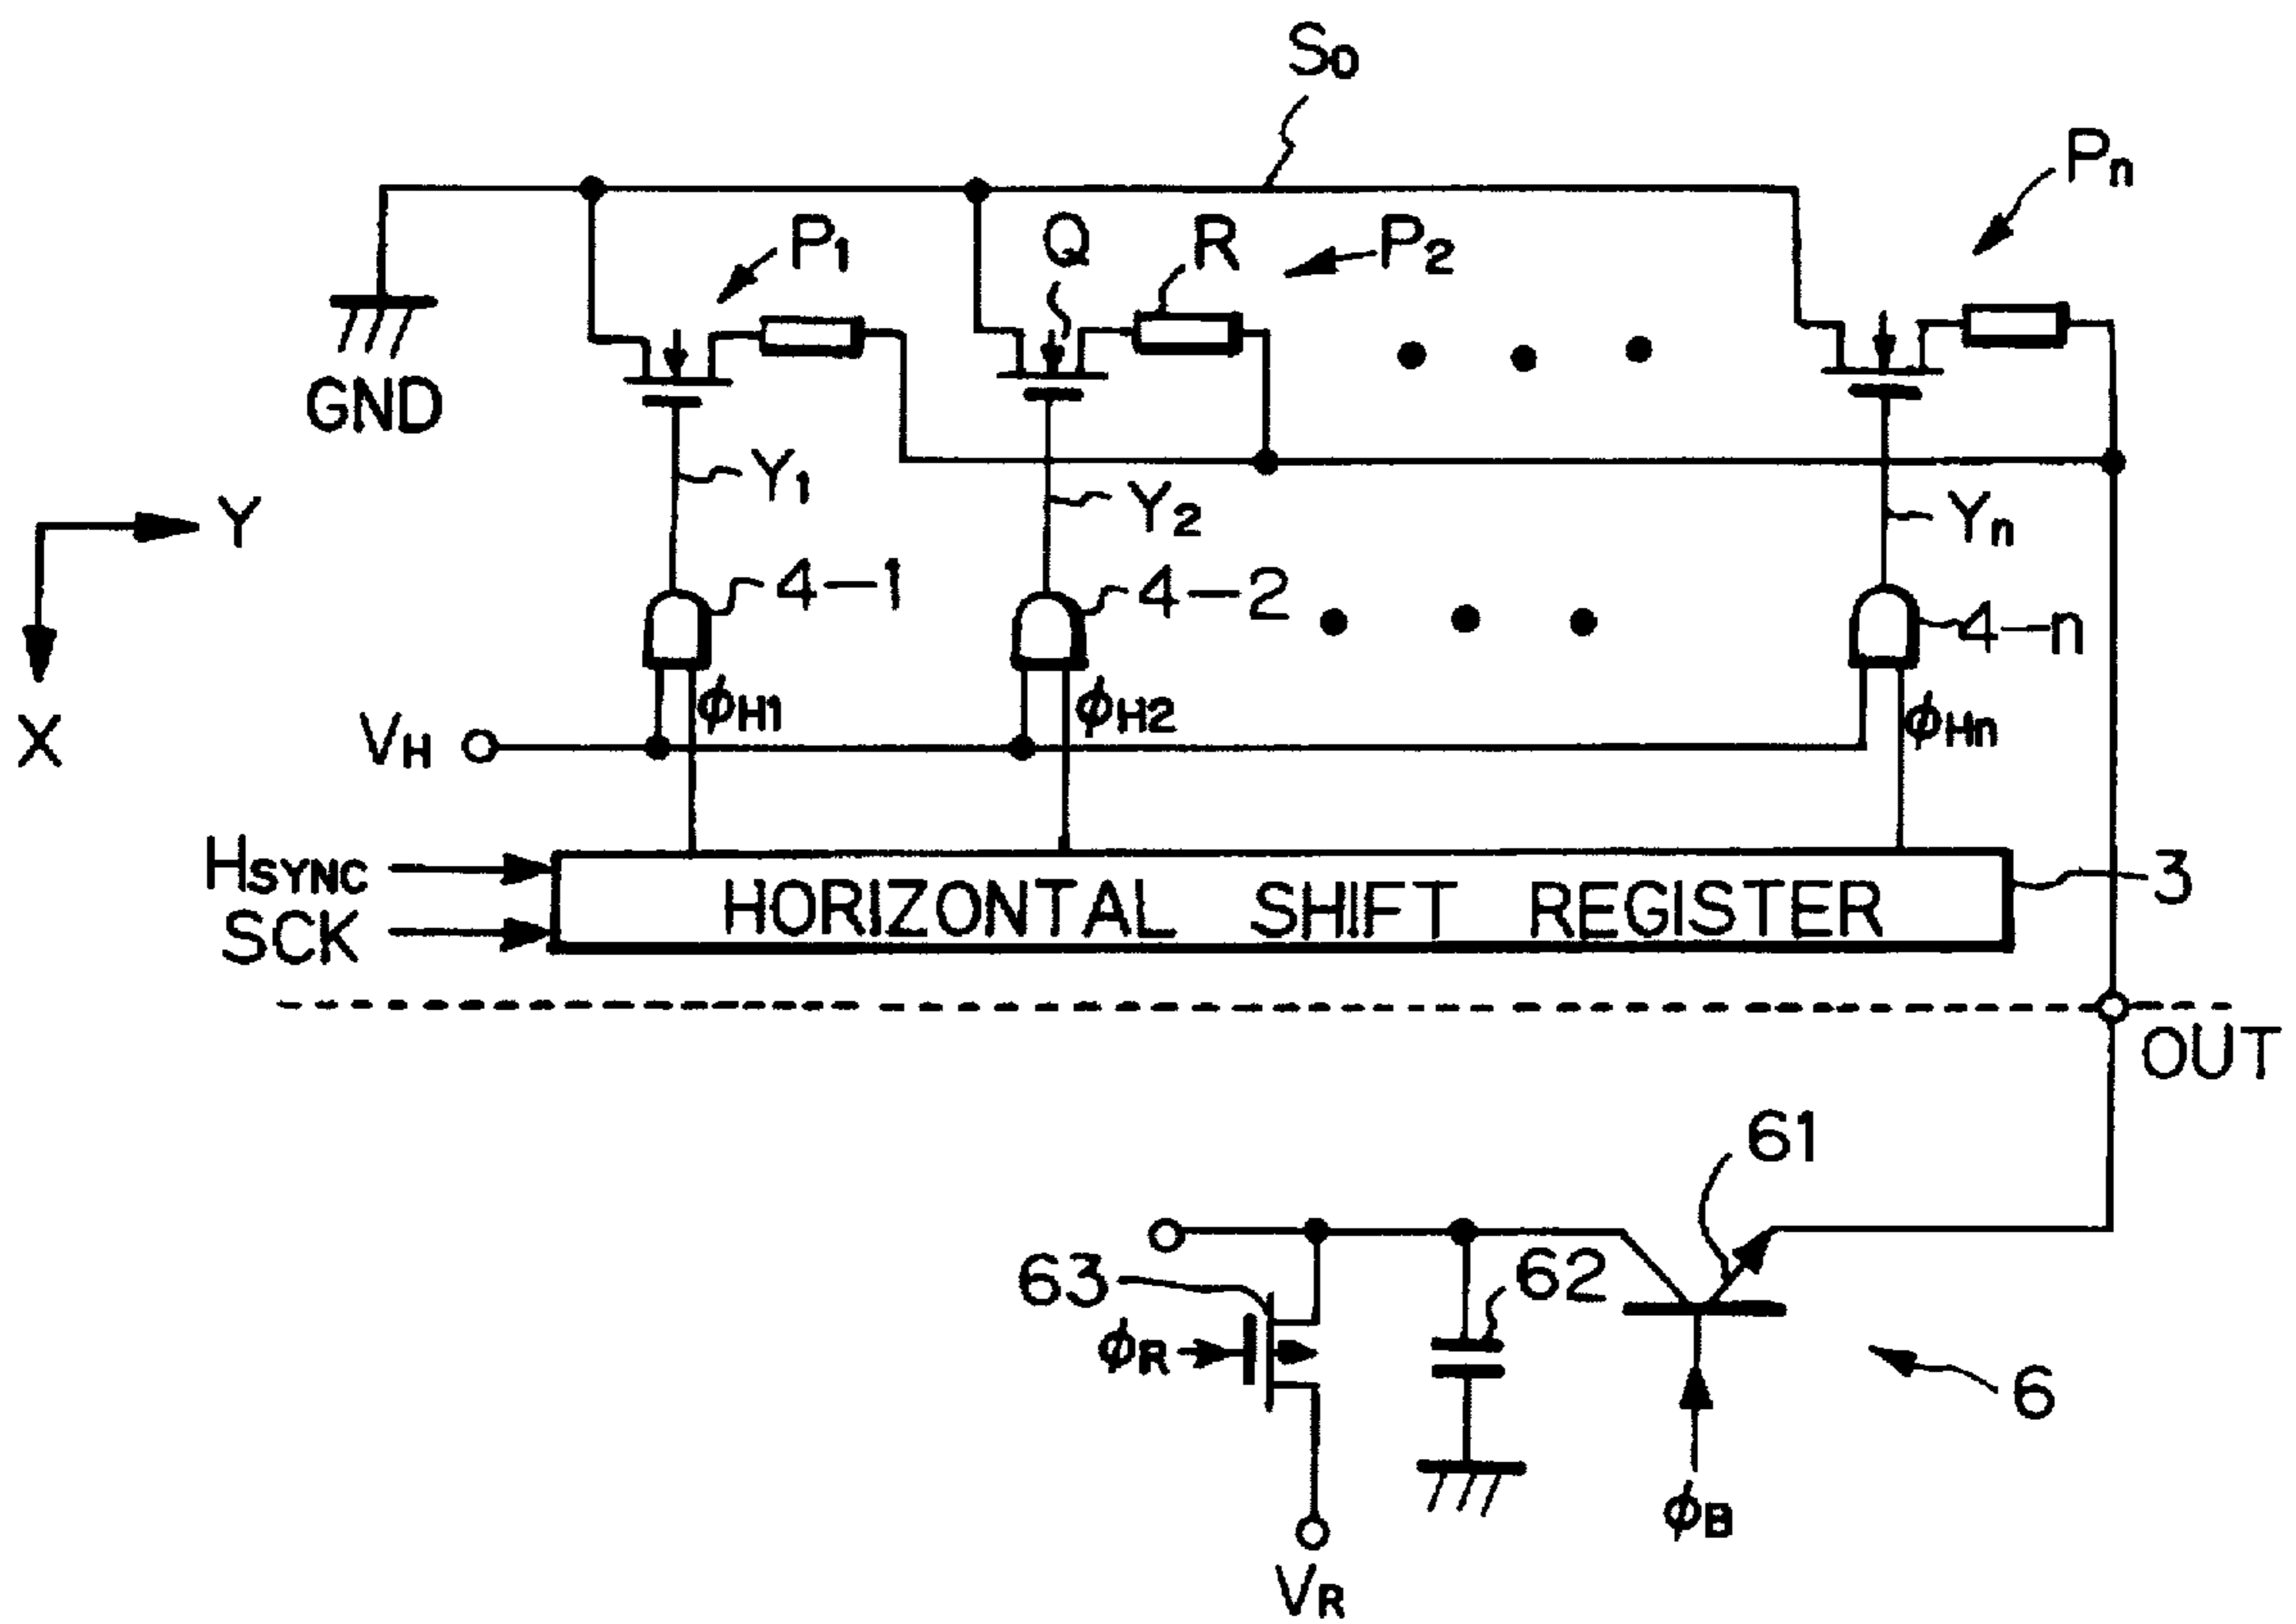 S0
Pn
P1
Q
R
P2
GND
Y1
Y2
Yn
Y
X
4-1
4-2
4-n
φH1
φH2
φHn
VH
HSYNC
SCK
HORIZONTAL SHIFT REGISTER
3
OUT
61
62
63
φR
6
φB
VR